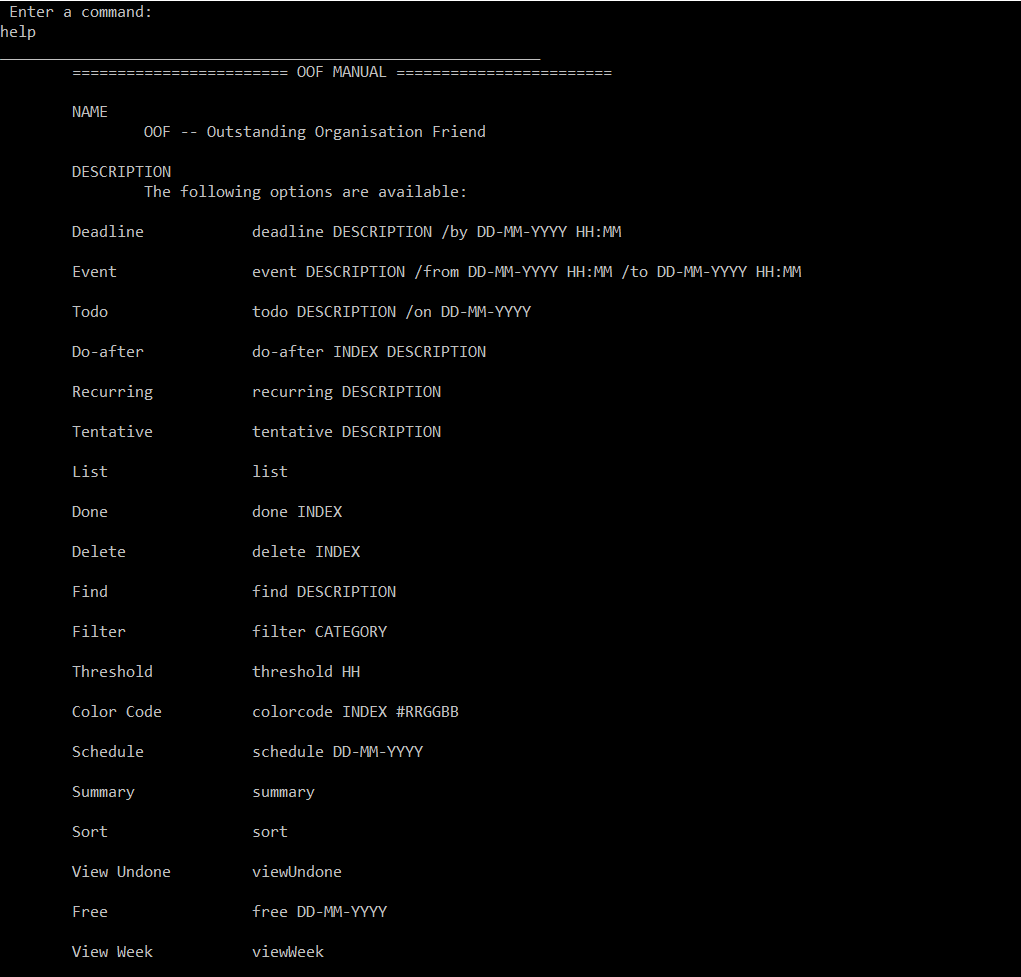 Enter a command:
help
____________________________________________________________
======================== OOF MANUAL ========================
NAME
OOF -- Outstanding Organisation Friend
DESCRIPTION
The following options are available:
Deadline deadline DESCRIPTION /by DD-MM-YYYY HH:MM
Event event DESCRIPTION /from DD-MM-YYYY HH:MM /to DD-MM-YYYY HH:MM
Todo todo DESCRIPTION /on DD-MM-YYYY
Do-after do-after INDEX DESCRIPTION
Recurring recurring DESCRIPTION
Tentative tentative DESCRIPTION
List list
Done done INDEX
Delete delete INDEX
Find find DESCRIPTION
Filter filter CATEGORY
Threshold threshold HH
Color Code colorcode INDEX #RRGGBB
Schedule schedule DD-MM-YYYY
Summary summary
Sort sort
View Undone viewUndone
Free free DD-MM-YYYY
View Week viewWeek